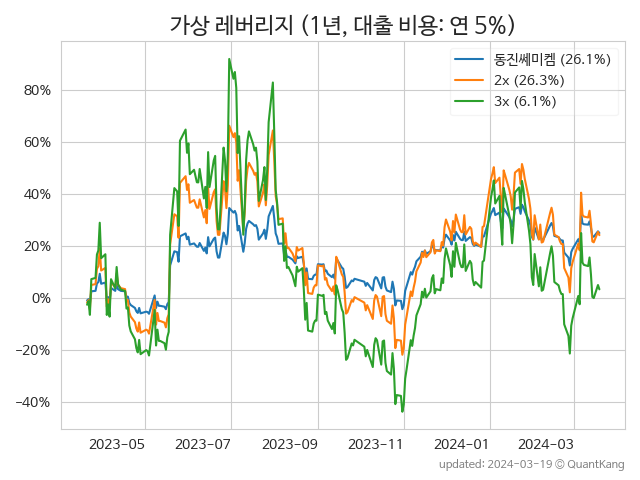 가상 레버리지 (1년, 대출 비용: 연 5%)
동진쎄미켐 (26.1%)
2x (26.3%)
3x (6.1%)
80%
60%
40%
20%
0%
−20%
−40%
2023−05
2023−07
2023−09
2023−11
2024−01
2024−03
updated: 2024-03-19 © QuantKang